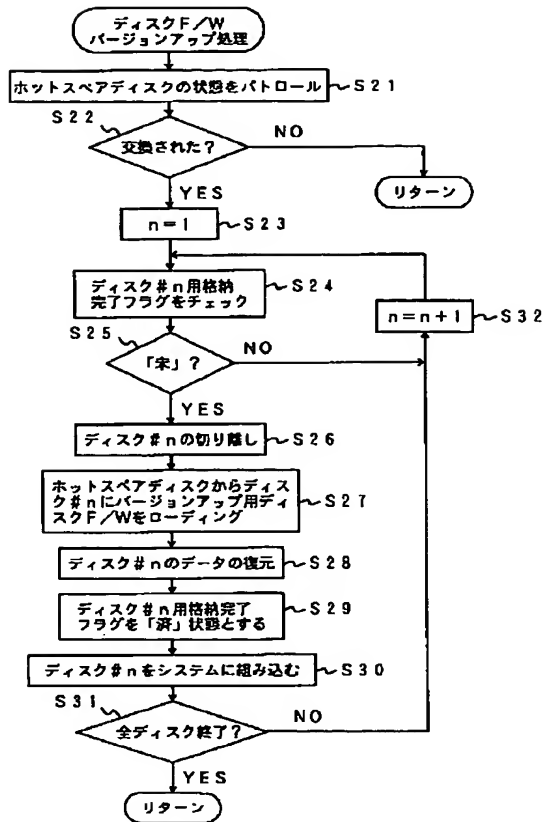 ディスクF/W
バージョンアップ処理
ホットスペアディスクの状態をパトロール
S21
S22
交換された？
NO
リターン
YES
n=1
S23
ディスク#n用格納
完了フラグをチェック
S24
n=n+1
S32
S25
「宋」？
NO
YES
ディスク#nの切り離し
S26
ホットスペアディスクからディス
ク#nにバージョンアップ用ディ
スクF/Wをローディング
S27
ディスク#nのデータの復元
S28
ディスク#n用格納完了
フラグを「済」状態とする
S29
ディスク#nをシステムに組み込む
S30
S31
全ディスク終了？
NO
YES
リターン